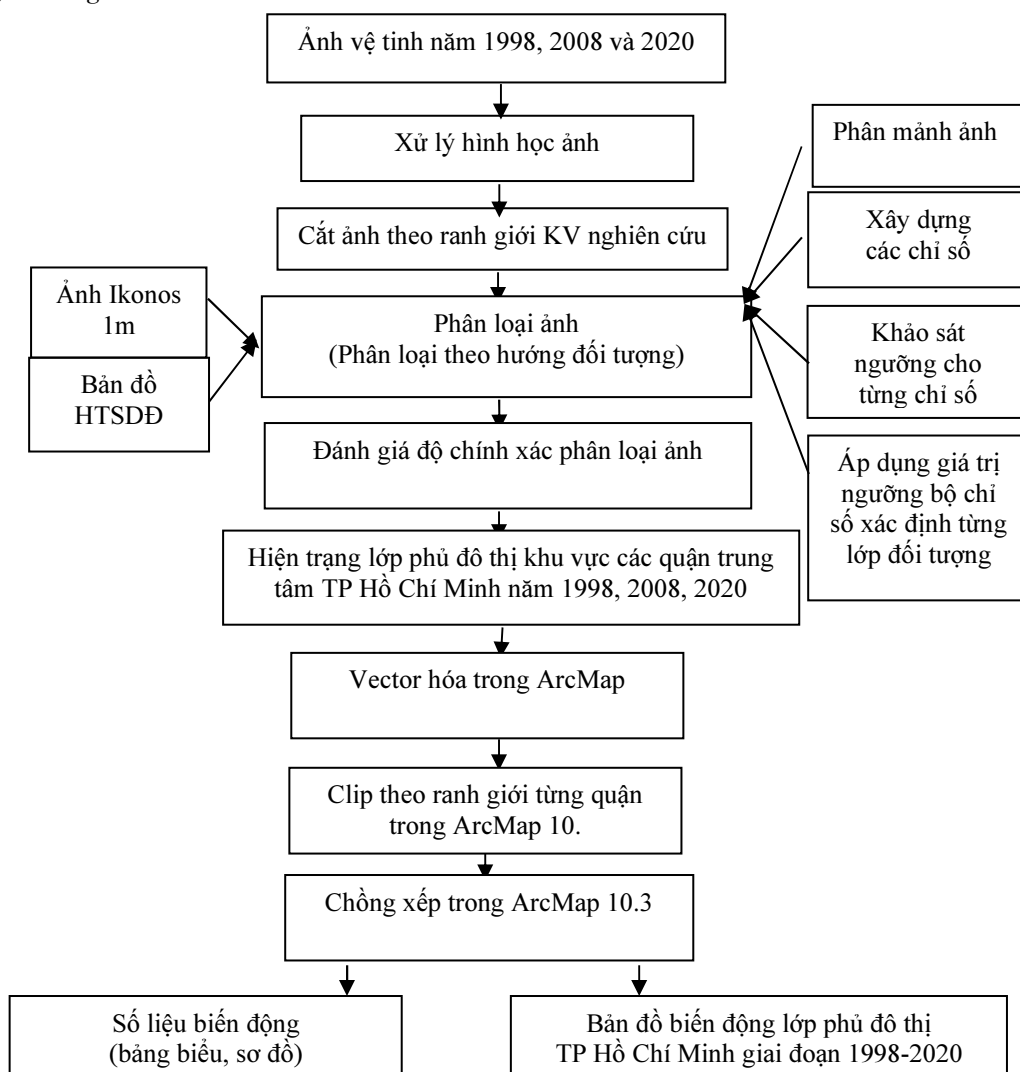 Ảnh vệ tinh năm 1998, 2008 và 2020
Xử lý hình học ảnh
Cắt ảnh theo ranh giới KV nghiên cứu
Ảnh Ikonos
1m
Bản đồ
HTSDĐ
Phân loại ảnh
(Phân loại theo hướng đối tượng)
Phân mảnh ảnh
Xây dựng
các chỉ số
Khảo sát
ngưỡng cho
từng chỉ số
Áp dụng giá trị
ngưỡng bộ chỉ
số xác định từng
lớp đối tượng
Đánh giá độ chính xác phân loại ảnh
Hiện trạng lớp phủ đô thị khu vực các quận trung
tâm TP Hồ Chí Minh năm 1998, 2008, 2020
Vector hóa trong ArcMap
Clip theo ranh giới từng quận
trong ArcMap 10.
Chồng xếp trong ArcMap 10.3
Số liệu biến động
(bảng biểu, sơ đồ)
Bản đồ biến động lớp phủ đô thị
TP Hồ Chí Minh giai đoạn 1998-2020